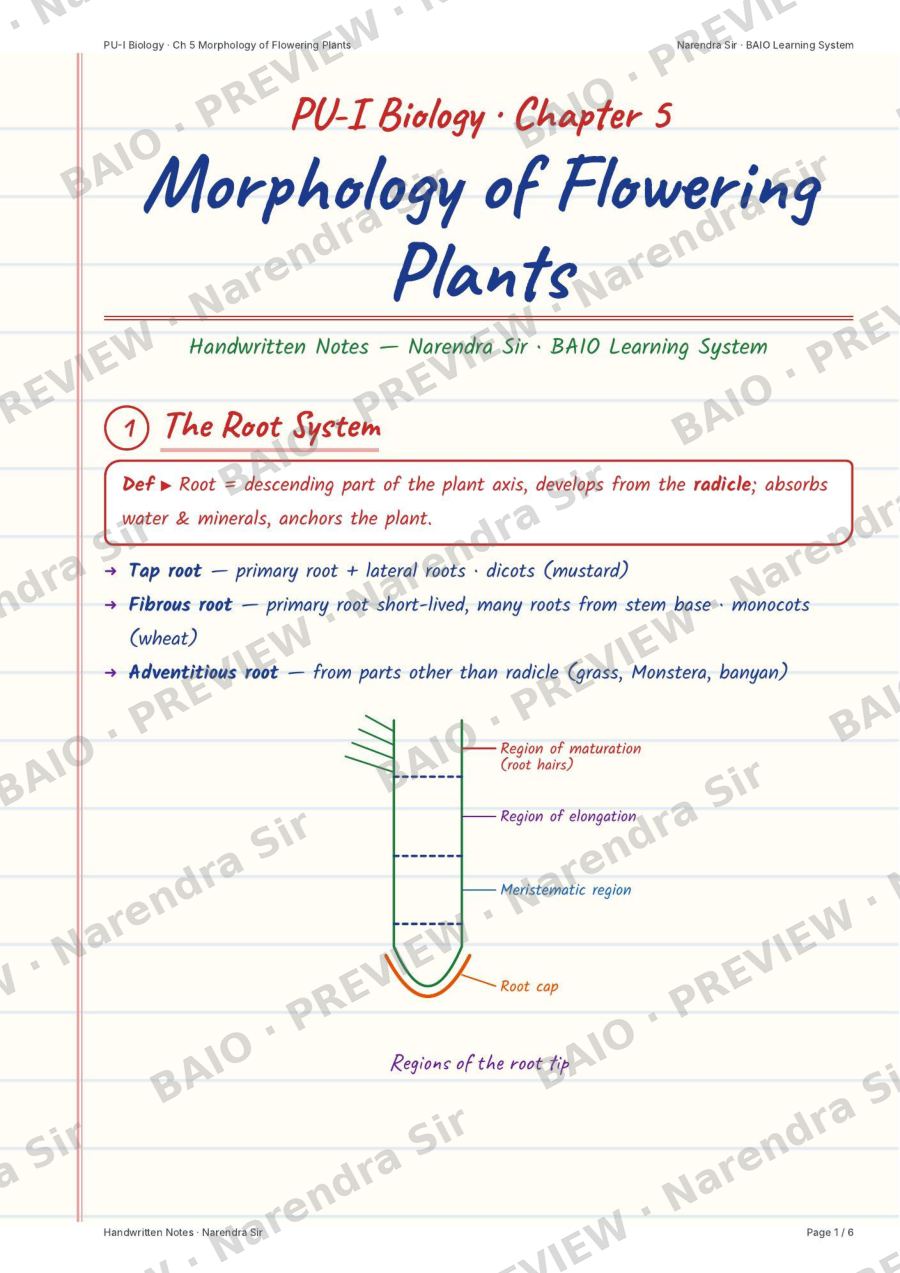 PU-I Biology · Ch 5 Morphology of Flowering Plants
Narendra Sir · BAIO Learning System
PU-I Biology · Chapter 5
Morphology of Flowering
Plants
Handwritten Notes — Narendra Sir · BAIO Learning System
1 The Root System
Def ▸ Root = descending part of the plant axis, develops from the radicle; absorbs
water & minerals, anchors the plant.
→ Tap root — primary root + lateral roots · dicots (mustard)
→ Fibrous root — primary root short-lived, many roots from stem base · monocots
(wheat)
→ Adventitious root — from parts other than radicle (grass, Monstera, banyan)
Region of maturation
(root hairs)
Region of elongation
Meristematic region
Root cap
Regions of the root tip
Handwritten Notes · Narendra Sir
Page 1 / 6
BAIO · PREVIEW · Narendra Sir